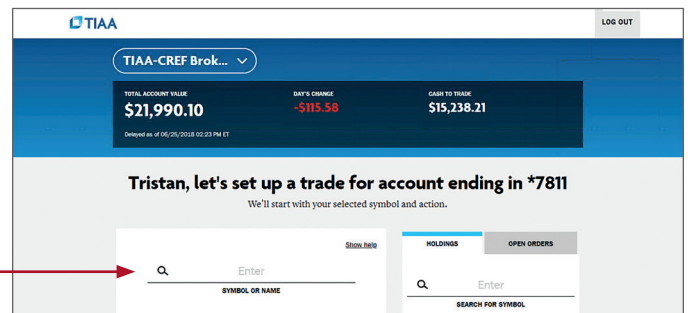 TIAA
LOG OUT
TIAA-CREF Brok...
TOTAL ACCOUNT VALUE
$21,990.10
Delayed as of 06/25/2018 02:23 PM ET
DAY'S CHANGE
-$115.58
CASH TO TRADE
$15,238.21
Tristan, let's set up a trade for account ending in *7811
We'll start with your selected symbol and action.
Show help
Enter
SYMBOL OR NAME
HOLDINGS
OPEN ORDERS
Enter
SEARCH FOR SYMBOL